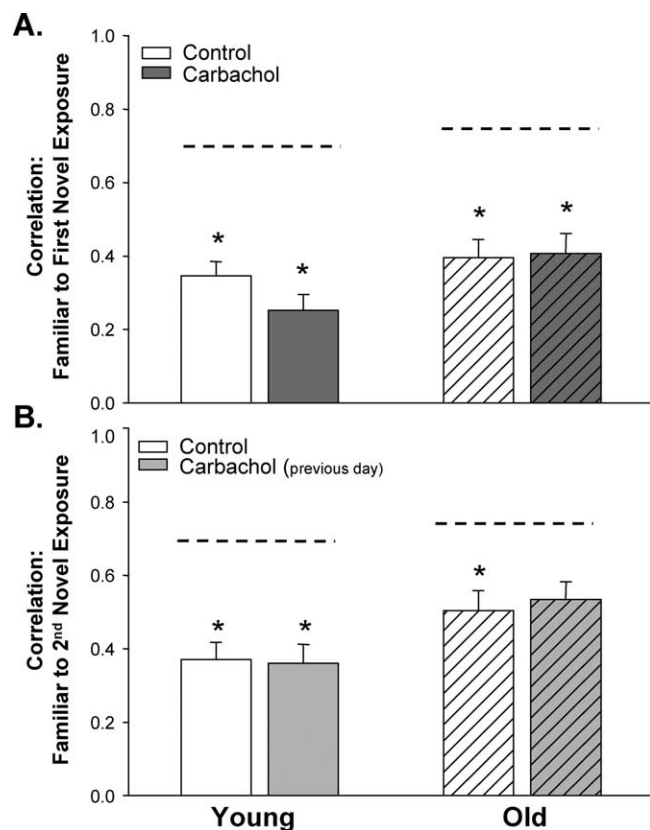 A.
1.0
Control
Carbachol
0.8
0.6
0.4
0.2
0.0
Correlation:
Familiar to First Novel Exposure
* * * *
B.
1.0
Control
Carbachol (previous day)
0.8
0.6
0.4
0.2
0.0
Correlation:
Familiar to 2nd Novel Exposure
* * *
Young Old